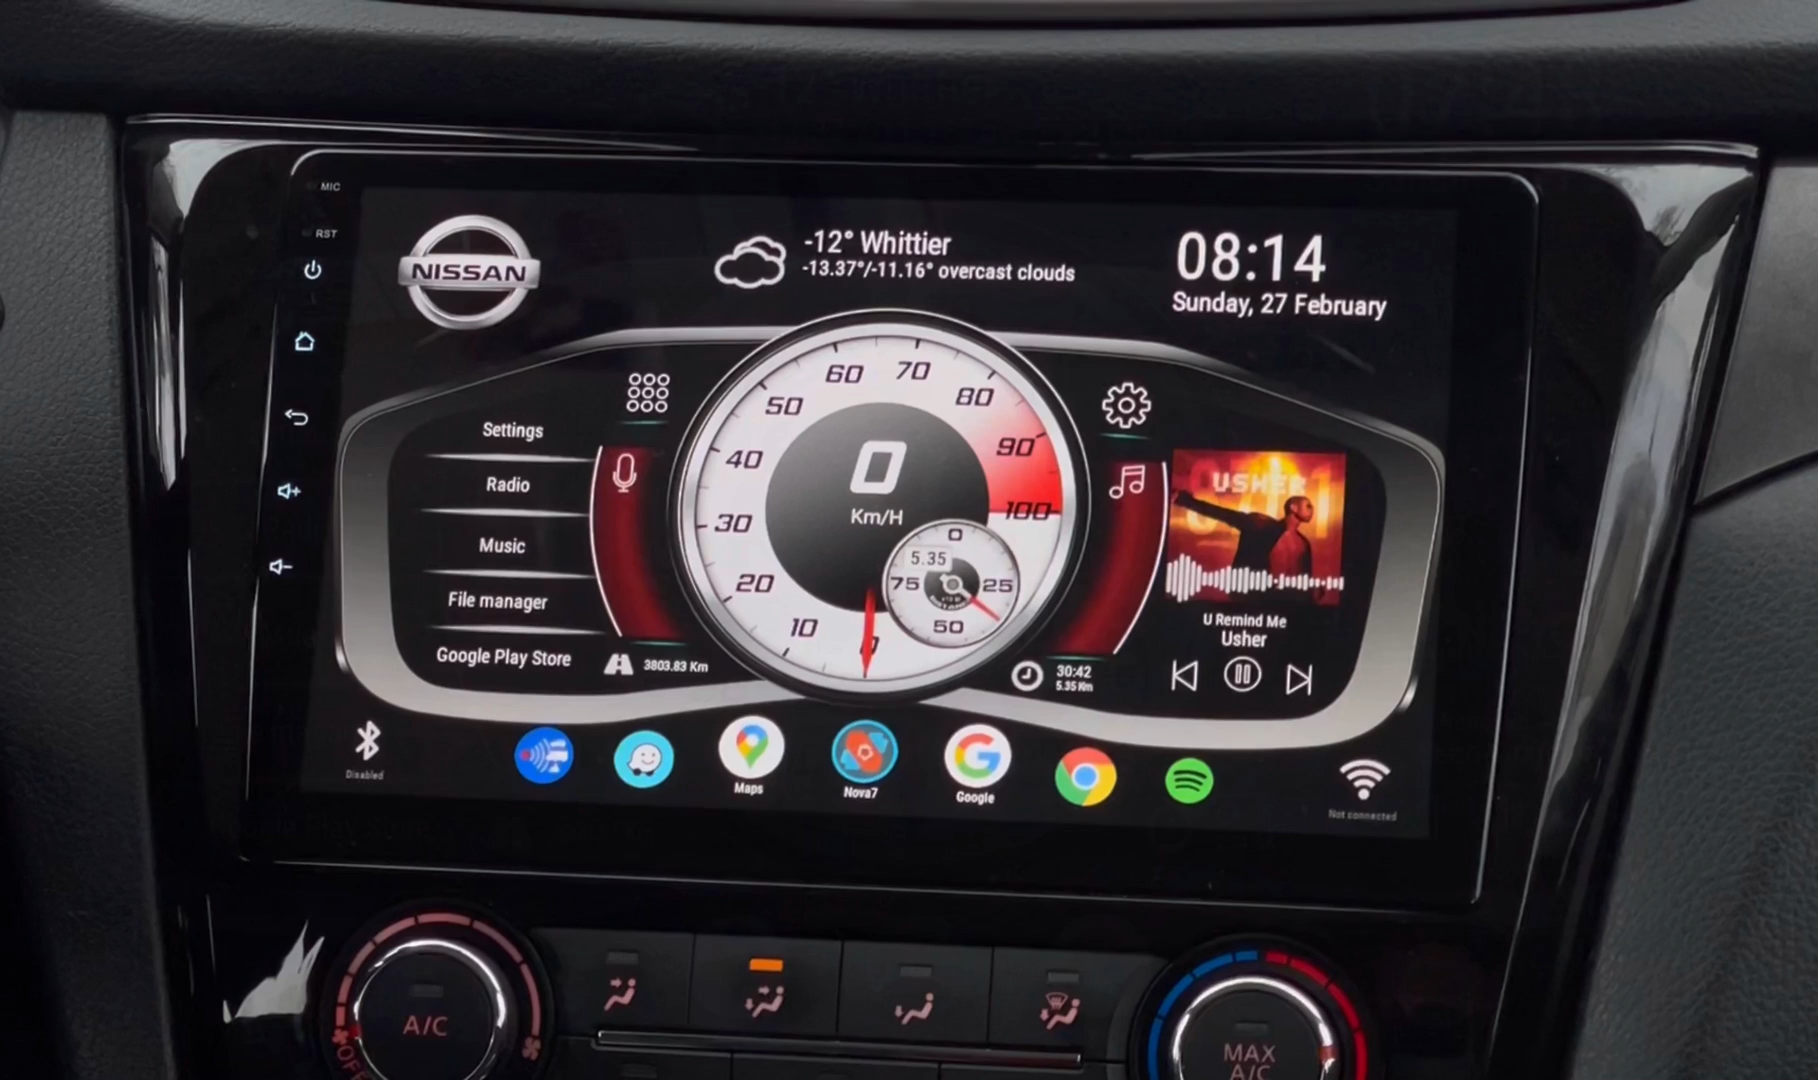 MIC
RST
NISSAN
-12° Whittier
-13.37°/-11.16° overcast clouds
08:14
Sunday, 27 February
Settings
Radio
Music
File manager
Google Play Store
3803.83 Km
0
10
20
30
40
50
60
70
80
90
100
0
Km/H
0
25
50
75
5.35
30:42
5.35 Km
USHER
U Remind Me
Usher
Disabled
Maps
Nova7
Google
Not connected
A/C
OFF
MAX
A/C